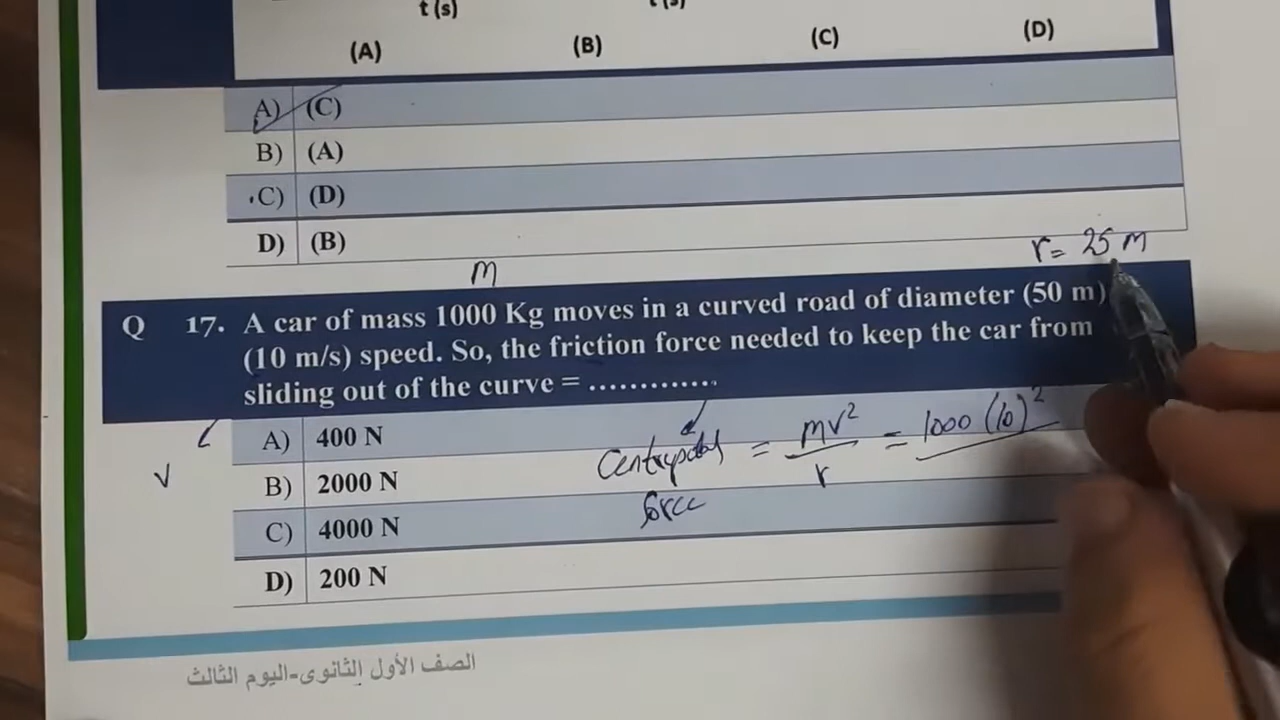 t (s)
(A) (B) (C) (D)
A) (C)
B) (A)
C) (D)
D) (B)
m
r = 25 m
Q 17. A car of mass 1000 Kg moves in a curved road of diameter (50 m)
(10 m/s) speed. So, the friction force needed to keep the car from
sliding out of the curve = .............
A) 400 N
B) 2000 N
C) 4000 N
D) 200 N
v
= mv² / r = 1000 (10)²
force
الصف الأول الثانوى-اليوم الثالث